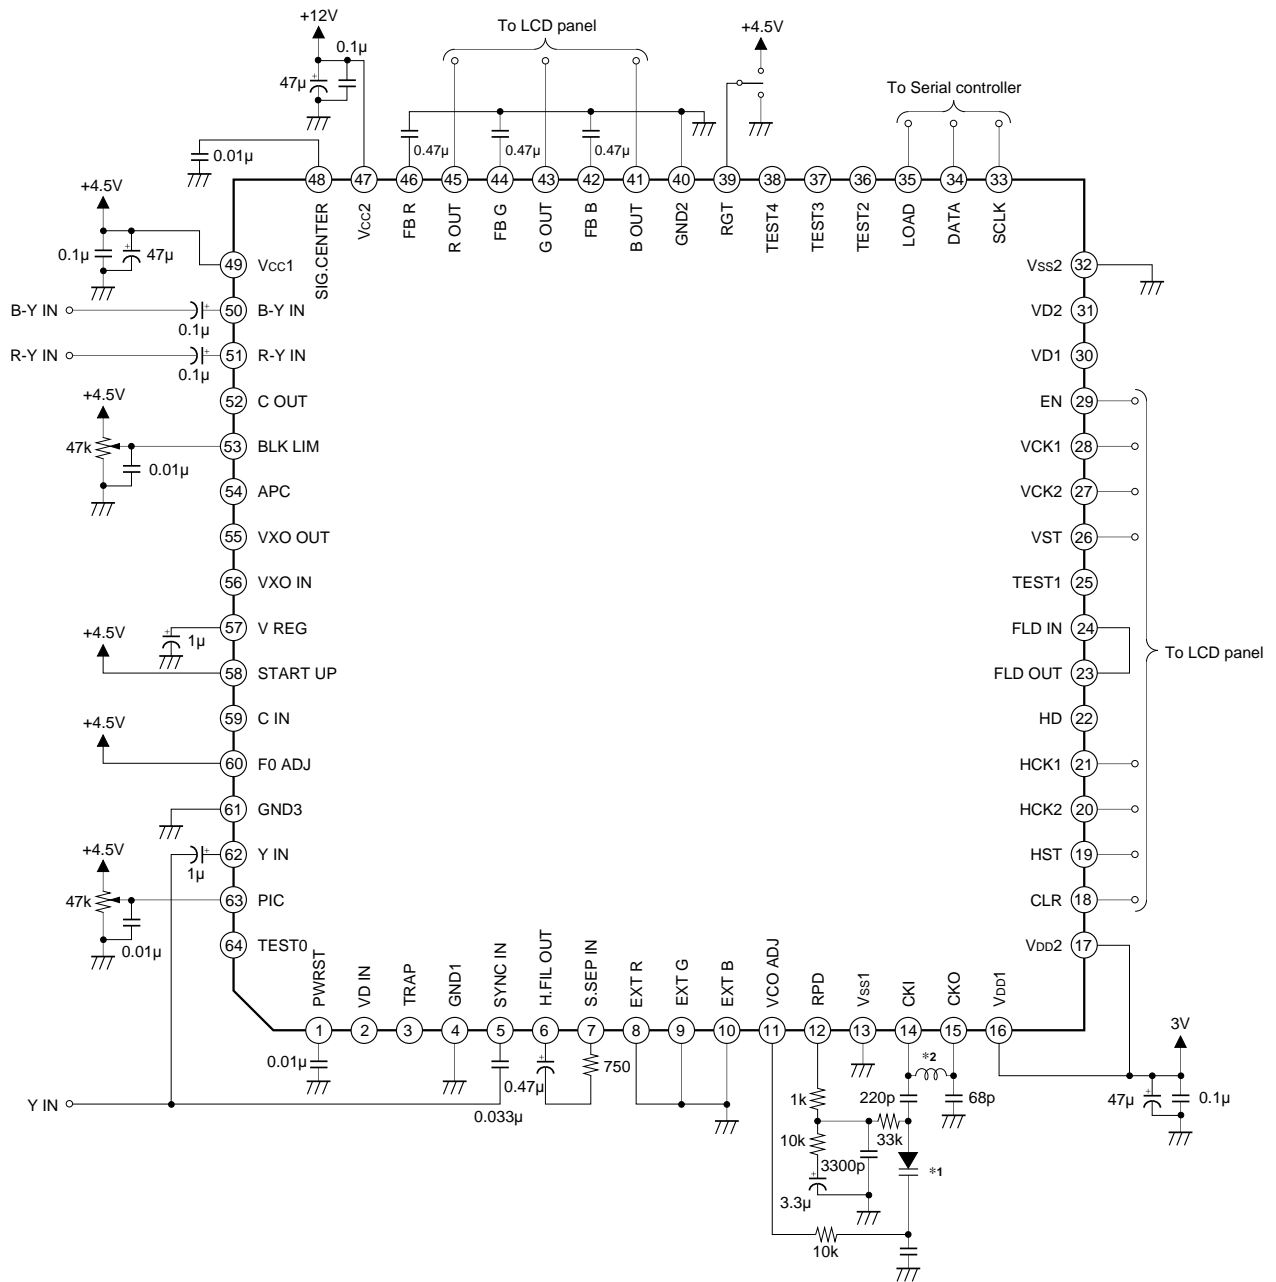 +12V
0.1µ
47µ
To LCD panel
+4.5V
To Serial controller
0.01µ
0.47µ
0.47µ
0.47µ
48 47 46 45 44 43 42 41 40 39 38 37 36 35 34 33
SIG.CENTER
VCC2
FB R
R OUT
FB G
G OUT
FB B
B OUT
GND2
RGT
TEST4
TEST3
TEST2
LOAD
DATA
SCLK
+4.5V
0.1µ
47µ
49 VCC1
VSS2 32
B-Y IN
0.1µ
50 B-Y IN
VD2 31
R-Y IN
0.1µ
51 R-Y IN
VD1 30
52 C OUT
EN 29
+4.5V
47k
0.01µ
53 BLK LIM
VCK1 28
54 APC
VCK2 27
55 VXO OUT
VST 26
56 VXO IN
TEST1 25
1µ
57 V REG
FLD IN 24
To LCD panel
+4.5V
58 START UP
FLD OUT 23
59 C IN
HD 22
+4.5V
60 F0 ADJ
HCK1 21
61 GND3
HCK2 20
1µ
62 Y IN
HST 19
+4.5V
47k
0.01µ
63 PIC
CLR 18
64 TEST0
VDD2 17
PWRST
VD IN
TRAP
GND1
SYNC IN
H.FIL OUT
S.SEP IN
EXT R
EXT G
EXT B
VCO ADJ
RPD
VSS1
CKI
CKO
VDD1
1 2 3 4 5 6 7 8 9 10 11 12 13 14 15 16
3V
0.01µ
0.47µ
750
*2
1k
220p
68p
47µ
0.1µ
Y IN
0.033µ
10k
33k
3300p
*1
3.3µ
10k